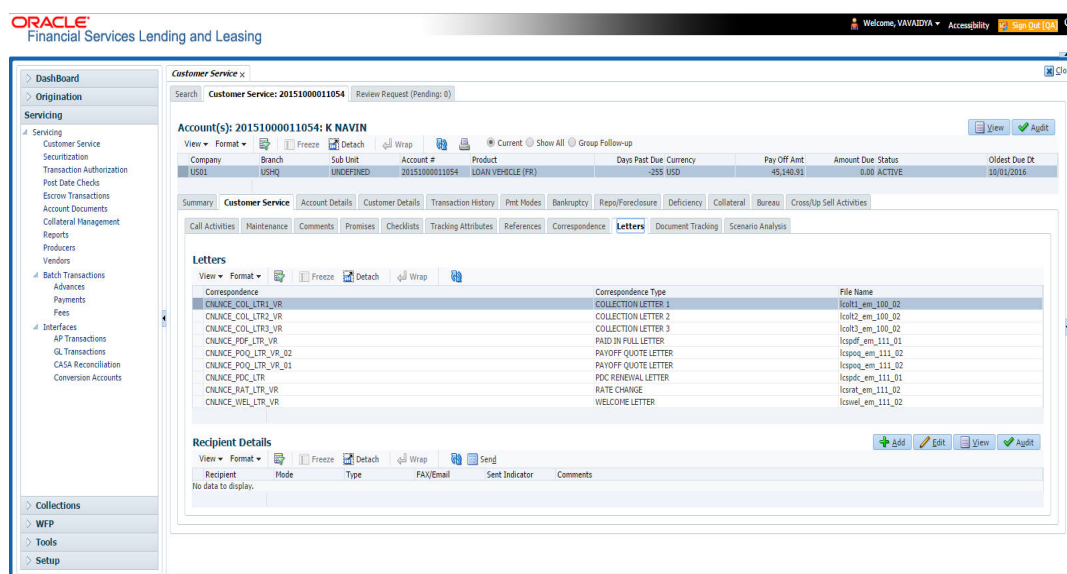 ORACLE
Financial Services Lending and Leasing
Welcome, VAVAIDYA Accessibility Sign Out [QA]
DashBoard
Origination
Servicing
Servicing
Customer Service
Securitization
Transaction Authorization
Post Date Checks
Escrow Transactions
Account Documents
Collateral Management
Reports
Producers
Vendors
Batch Transactions
Advances
Payments
Fees
Interfaces
AP Transactions
GL Transactions
CASA Reconciliation
Conversion Accounts
Collections
WFP
Tools
Setup
Customer Service x Clo
Search Customer Service: 20151000011054 Review Request (Pending: 0)
Account(s): 20151000011054: K NAVIN View Audit
View Format Freeze Detach Wrap Current Show All Group Follow-up
Company Branch Sub Unit Account # Product Days Past Due Currency Pay Off Amt Amount Due Status Oldest Due Dt
US01 USHQ UNDEFINED 20151000011054 LOAN VEHICLE (FR) -255 USD 45,140.91 0.00 ACTIVE 10/01/2016
Summary Customer Service Account Details Customer Details Transaction History Pmt Modes Bankruptcy Repo/Foreclosure Deficiency Collateral Bureau Cross/Up Sell Activities
Call Activities Maintenance Comments Promises Checklists Tracking Attributes References Correspondence Letters Document Tracking Scenario Analysis
Letters
View Format Freeze Detach Wrap
Correspondence Correspondence Type File Name
CNLNCE_COL_LTR1_VR COLLECTION LETTER 1 lcolt1_em_100_02
CNLNCE_COL_LTR2_VR COLLECTION LETTER 2 lcolt2_em_100_02
CNLNCE_COL_LTR3_VR COLLECTION LETTER 3 lcolt3_em_100_02
CNLNCE_PDF_LTR_VR PAID IN FULL LETTER lcspdf_em_111_01
CNLNCE_POQ_LTR_VR_02 PAYOFF QUOTE LETTER lcspoq_em_111_02
CNLNCE_POQ_LTR_VR_01 PAYOFF QUOTE LETTER lcspoq_em_111_02
CNLNCE_PDC_LTR PDC RENEWAL LETTER lcspdc_em_111_01
CNLNCE_RAT_LTR_VR RATE CHANGE lcsrat_em_111_02
CNLNCE_WEL_LTR_VR WELCOME LETTER lcswel_em_111_02
Recipient Details Add Edit View Audit
View Format Freeze Detach Wrap Send
Recipient Mode Type FAX/Email Sent Indicator Comments
No data to display.